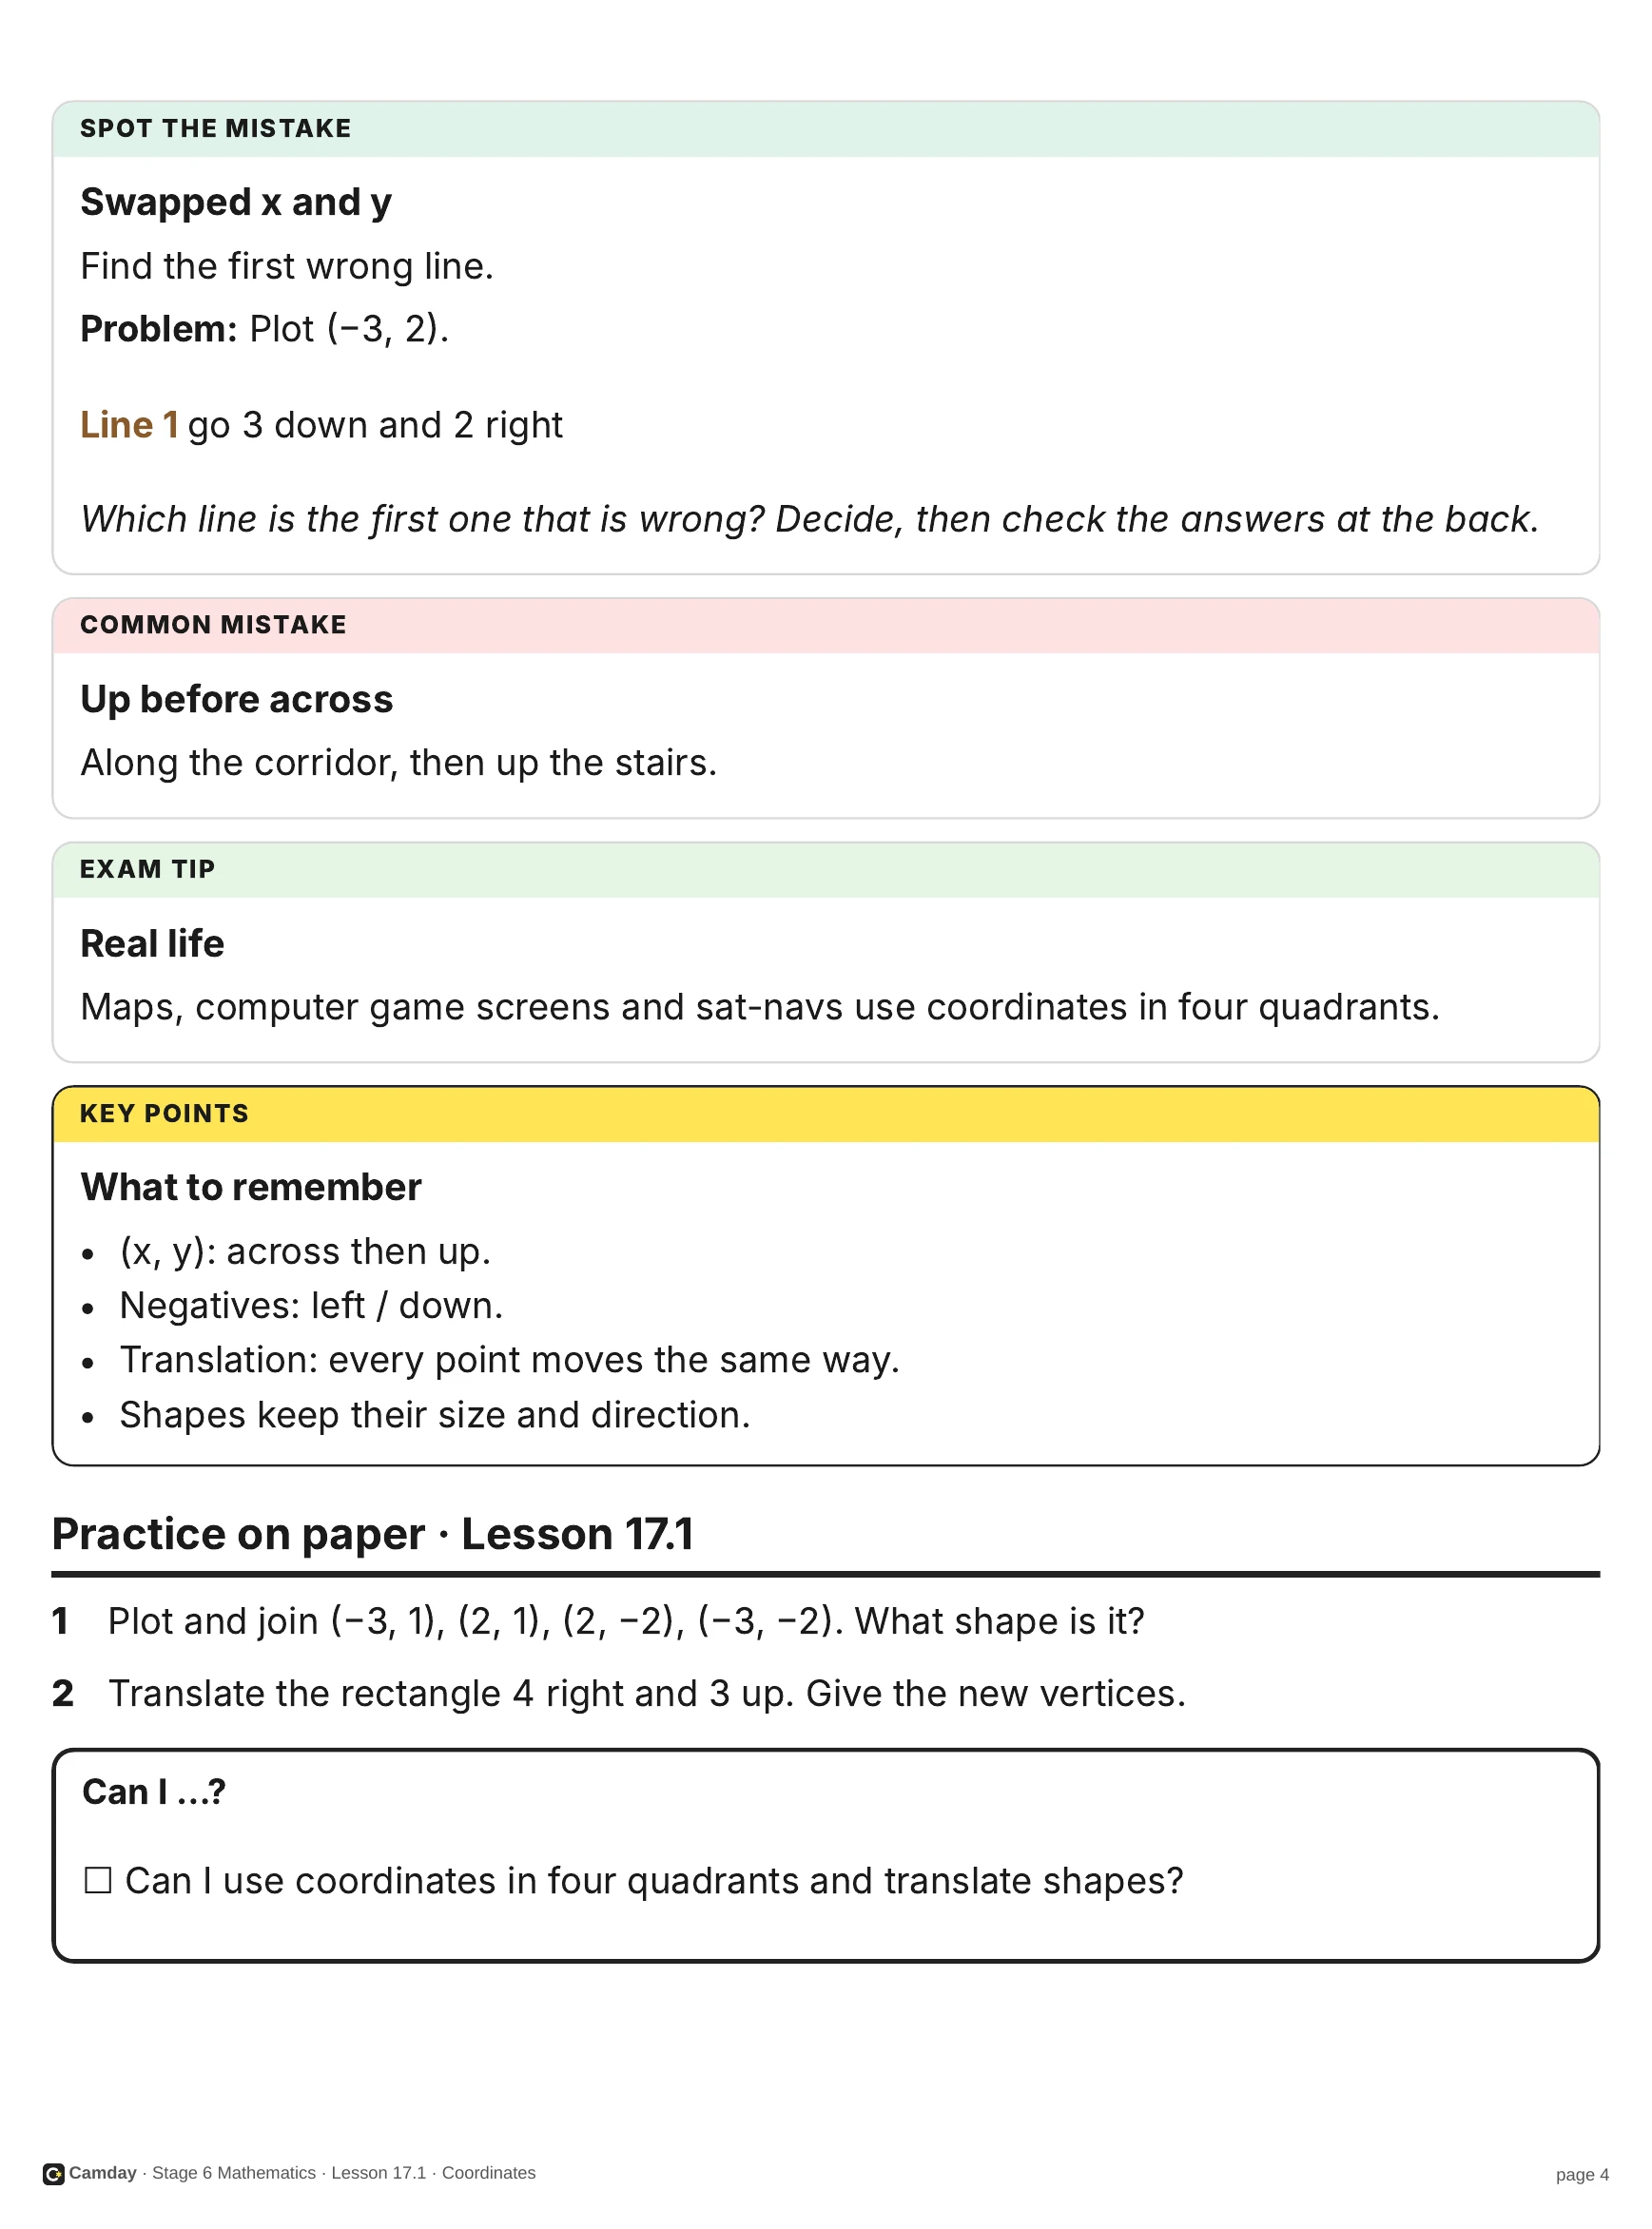 SPOT THE MISTAKE
Swapped x and y
Find the first wrong line.
Problem: Plot (−3, 2).
Line 1 go 3 down and 2 right
Which line is the first one that is wrong? Decide, then check the answers at the back.
COMMON MISTAKE
Up before across
Along the corridor, then up the stairs.
EXAM TIP
Real life
Maps, computer game screens and sat-navs use coordinates in four quadrants.
KEY POINTS
What to remember
• (x, y): across then up.
• Negatives: left / down.
• Translation: every point moves the same way.
• Shapes keep their size and direction.
Practice on paper · Lesson 17.1
1 Plot and join (−3, 1), (2, 1), (2, −2), (−3, −2). What shape is it?
2 Translate the rectangle 4 right and 3 up. Give the new vertices.
Can I …?
☐ Can I use coordinates in four quadrants and translate shapes?
Camday · Stage 6 Mathematics · Lesson 17.1 · Coordinates
page 4